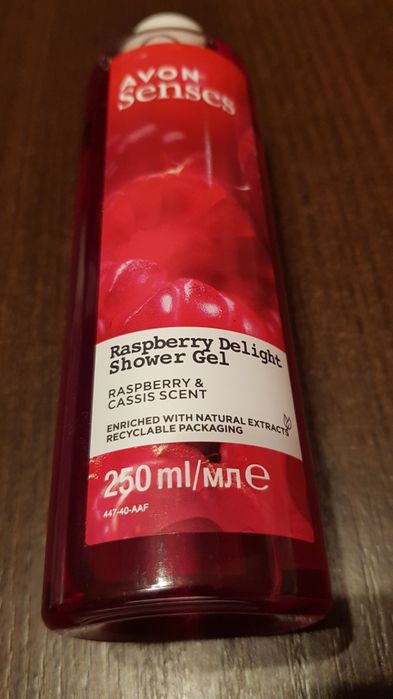 AVON
Senses
Raspberry Delight
Shower Gel
RASPBERRY &
CASSIS SCENT
ENRICHED WITH NATURAL EXTRACTS
RECYCLABLE PACKAGING
250 ml/мл e
447-40-AAF